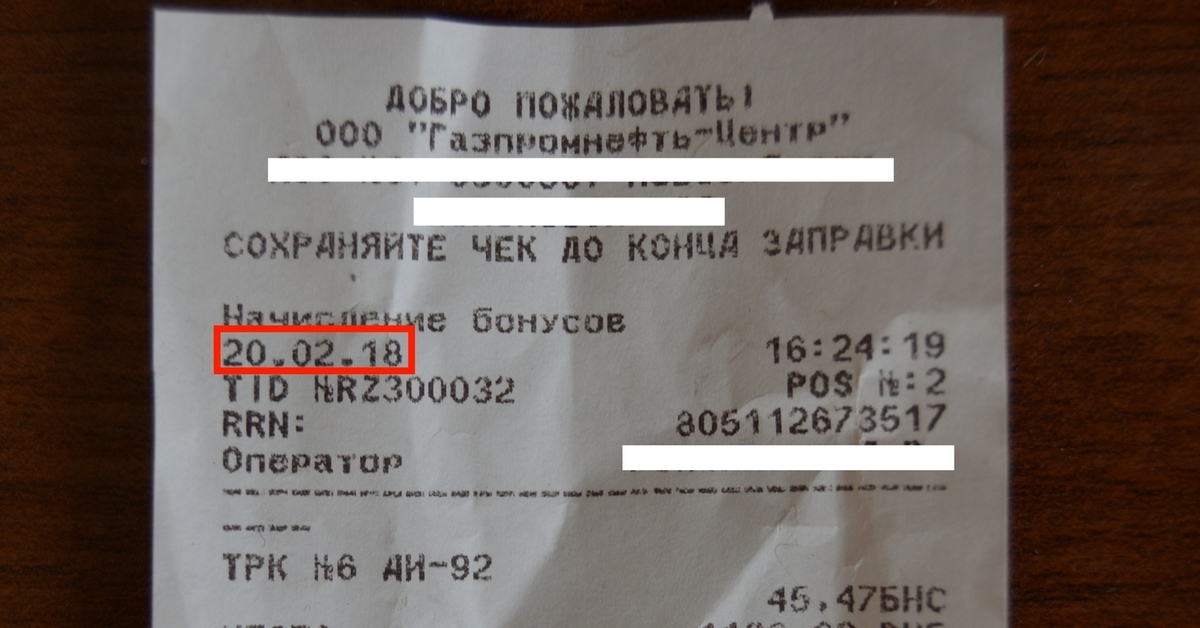 ДОБРО ПОЖАЛОВАТЬ!
ООО "Газпромнефть-Центр"
СОХРАНЯЙТЕ ЧЕК ДО КОНЦА ЗАПРАВКИ
Начисление бонусов
20.02.18 16:24:19
TID №RZ300032 POS №:2
RRN: 805112673517
Оператор
ТРК №6 АИ-92
45.47БНС